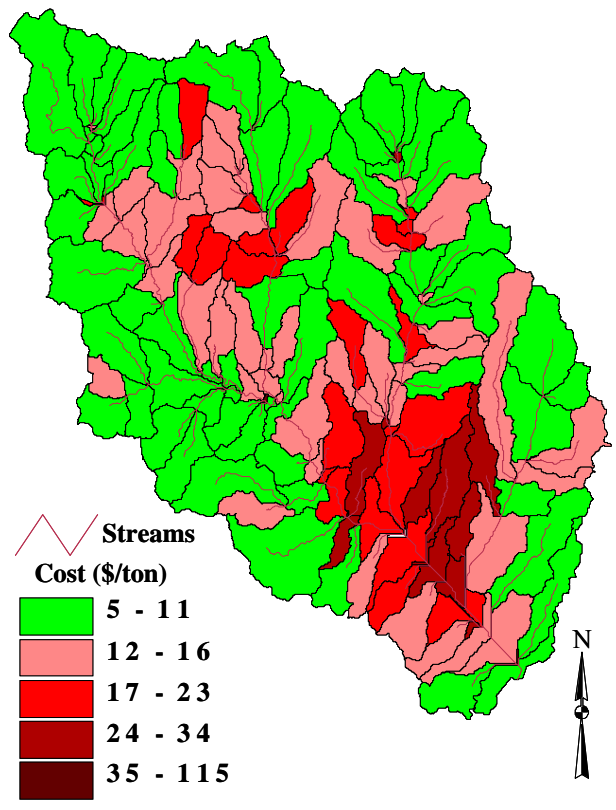 Streams
Cost ($/ton)
5 - 11
12 - 16
17 - 23
24 - 34
35 - 115
N